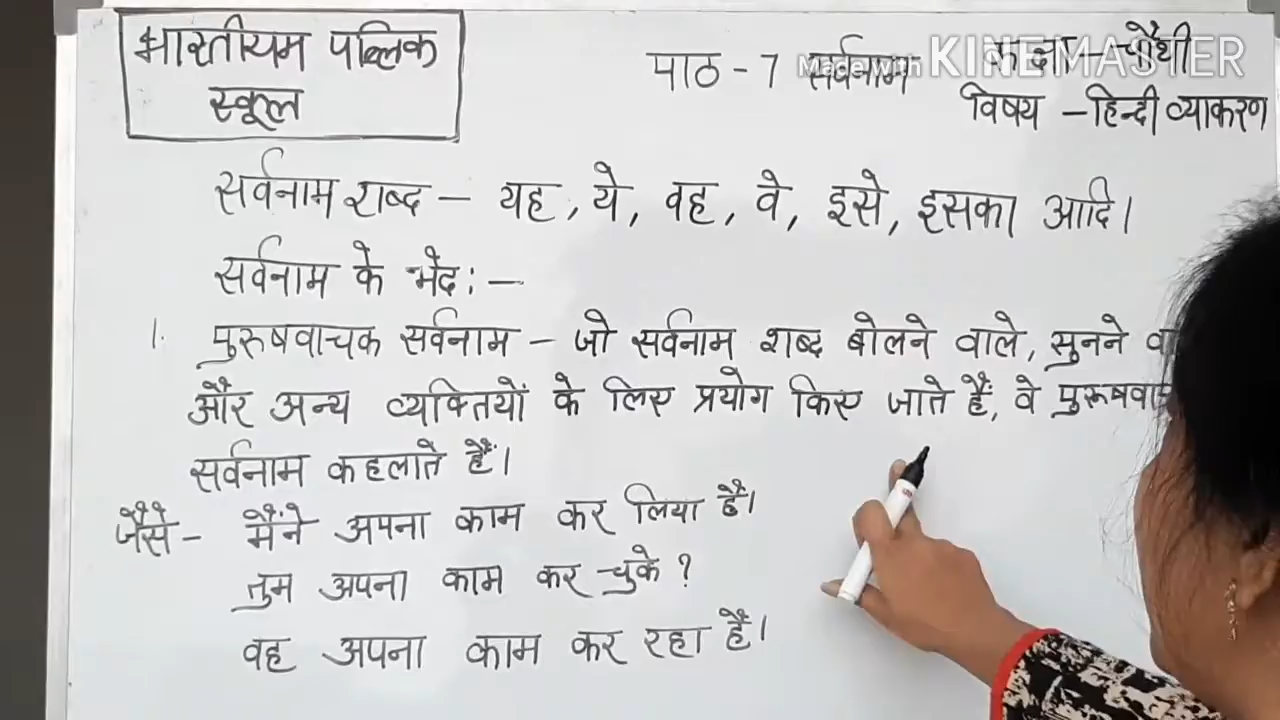 भारतीयम पब्लिक
स्कूल
पाठ - 7 सर्वनाम
कक्षा - चौथी
विषय - हिन्दी व्याकरण
Made with KINEMASTER
सर्वनाम शब्द - यह, ये, वह, वे, इसे, इसका आदि।
सर्वनाम के भेद: -
1. पुरुषवाचक सर्वनाम - जो सर्वनाम शब्द बोलने वाले, सुनने
और अन्य व्यक्तियों के लिए प्रयोग किए जाते हैं, वे
सर्वनाम कहलाते हैं।
जैसे - मैंने अपना काम कर लिया है।
तुम अपना काम कर चुके ?
वह अपना काम कर रहा है।